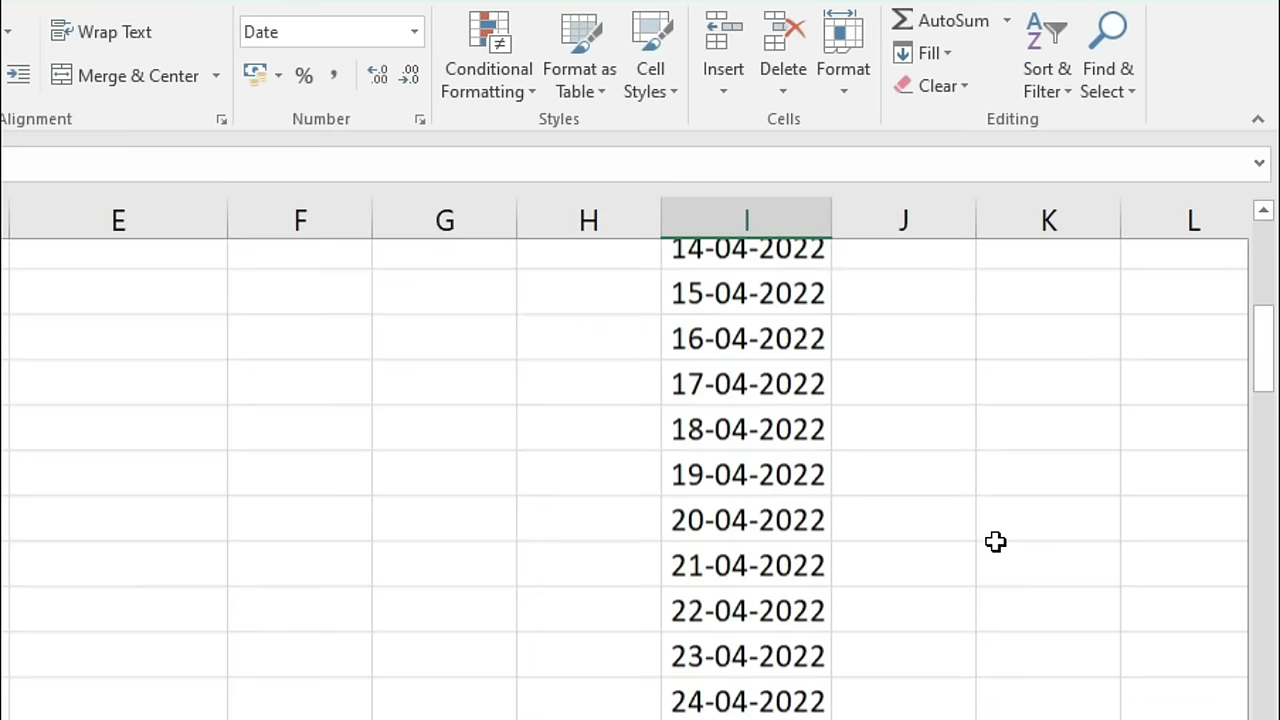 Wrap Text
Date
Merge & Center
%
,
.00
.00
Conditional
Formatting
Format as
Table
Cell
Styles
Insert
Delete
Format
AutoSum
Fill
Clear
A
Z
Sort &
Filter
Find &
Select
Alignment
Number
Styles
Cells
Editing
E F G H I J K L
14-04-2022
15-04-2022
16-04-2022
17-04-2022
18-04-2022
19-04-2022
20-04-2022
21-04-2022
22-04-2022
23-04-2022
24-04-2022